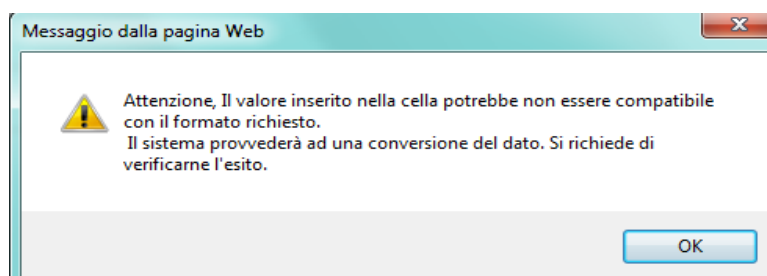 Messaggio dalla pagina Web
Attenzione, Il valore inserito nella cella potrebbe non essere compatibile
con il formato richiesto.
Il sistema provvederà ad una conversione del dato. Si richiede di
verificarne l'esito.
OK